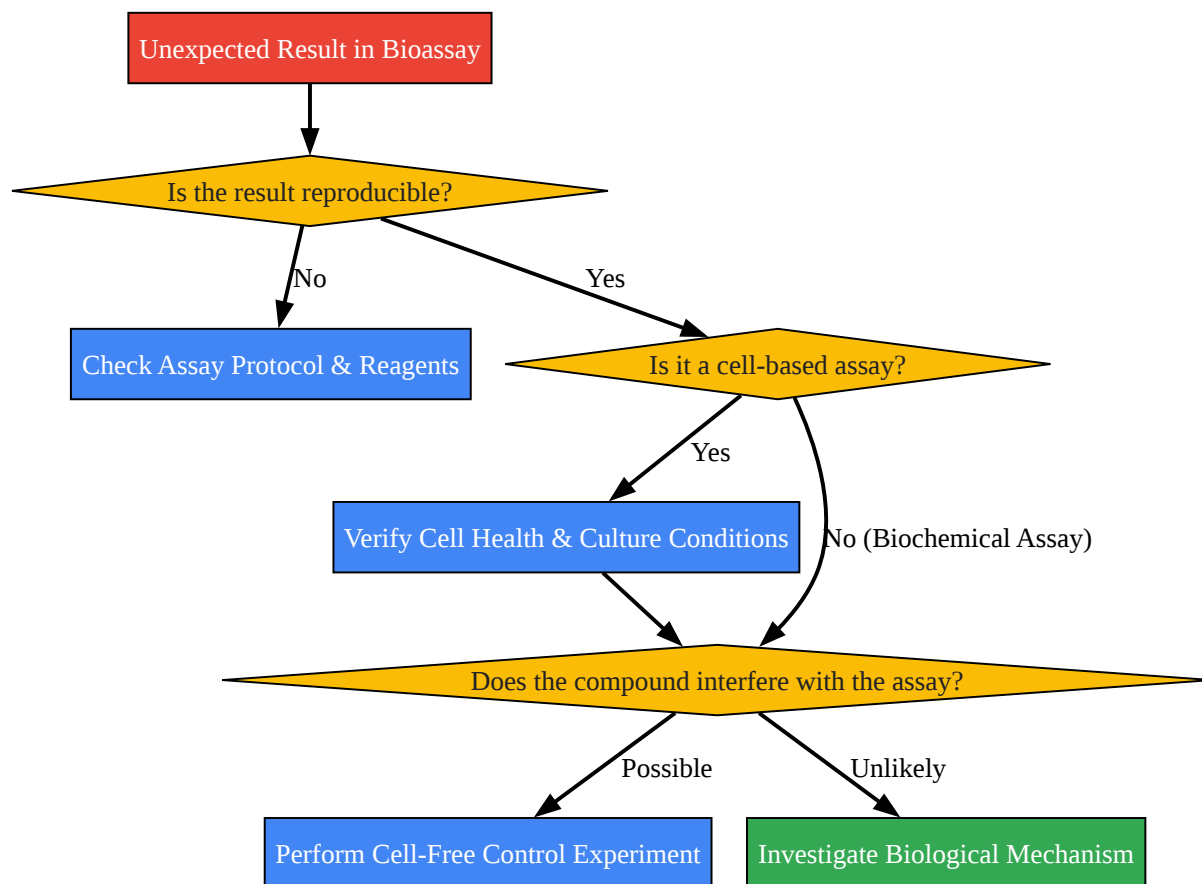 Unexpected Result in Bioassay
Is the result reproducible?
No
Yes
Check Assay Protocol & Reagents
Is it a cell-based assay?
Yes
Verify Cell Health & Culture Conditions
No (Biochemical Assay)
Does the compound interfere with the assay?
Possible
Unlikely
Perform Cell-Free Control Experiment
Investigate Biological Mechanism